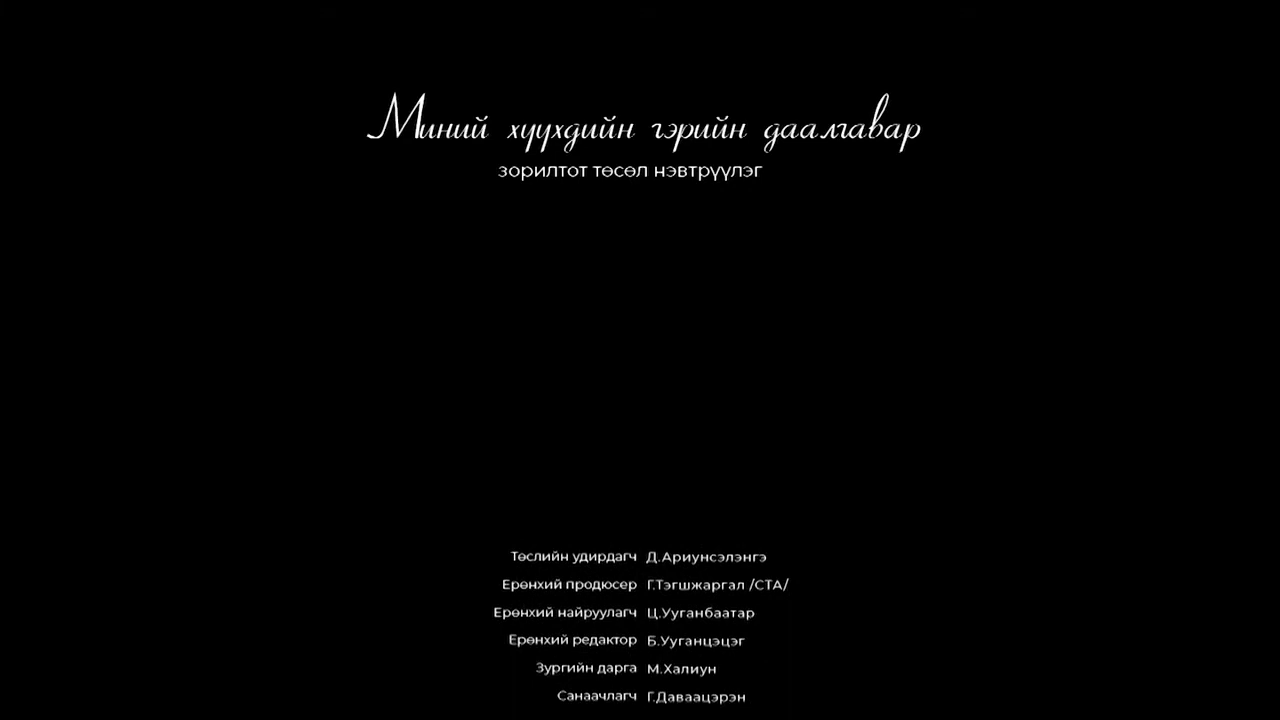 Миний хүүхдийн гэрийн даалгавар
зорилтот төсөл нэвтрүүлэг
Төслийн удирдагч Д.Ариунсэлэнгэ
Ерөнхий продюсер Г.Тэгшжаргал /СТА/
Ерөнхий найруулагч Ц.Ууганбаатар
Ерөнхий редактор Б.Ууганцэцэг
Зургийн дарга М.Халиун
Санаачлагч Г.Даваацэрэн